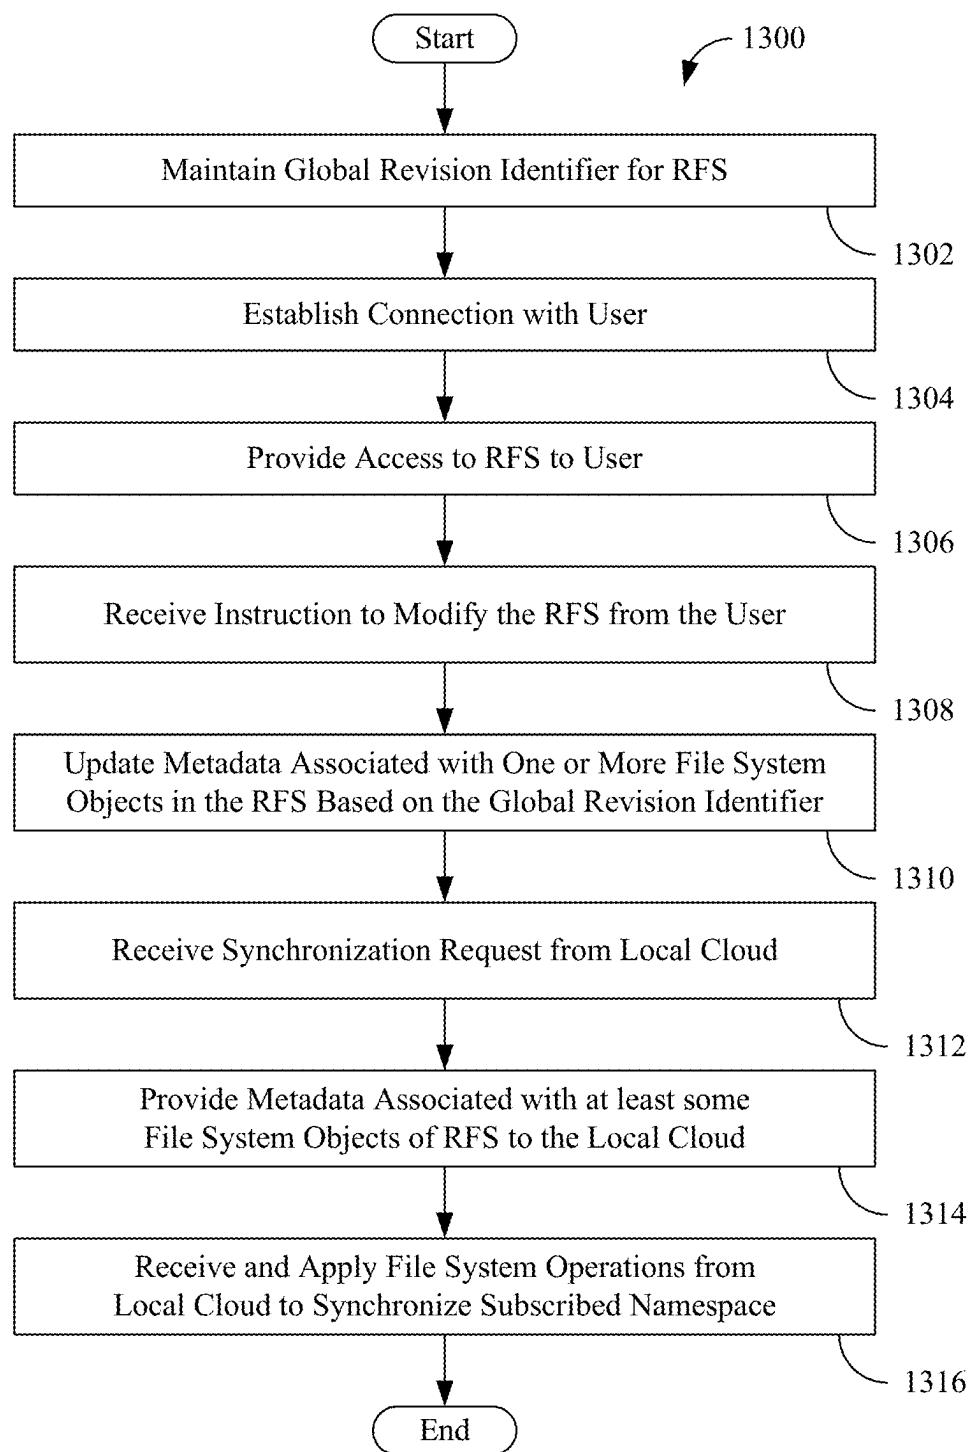 Start
1300
Maintain Global Revision Identifier for RFS
1302
Establish Connection with User
1304
Provide Access to RFS to User
1306
Receive Instruction to Modify the RFS from the User
1308
Update Metadata Associated with One or More File System
Objects in the RFS Based on the Global Revision Identifier
1310
Receive Synchronization Request from Local Cloud
1312
Provide Metadata Associated with at least some
File System Objects of RFS to the Local Cloud
1314
Receive and Apply File System Operations from
Local Cloud to Synchronize Subscribed Namespace
1316
End